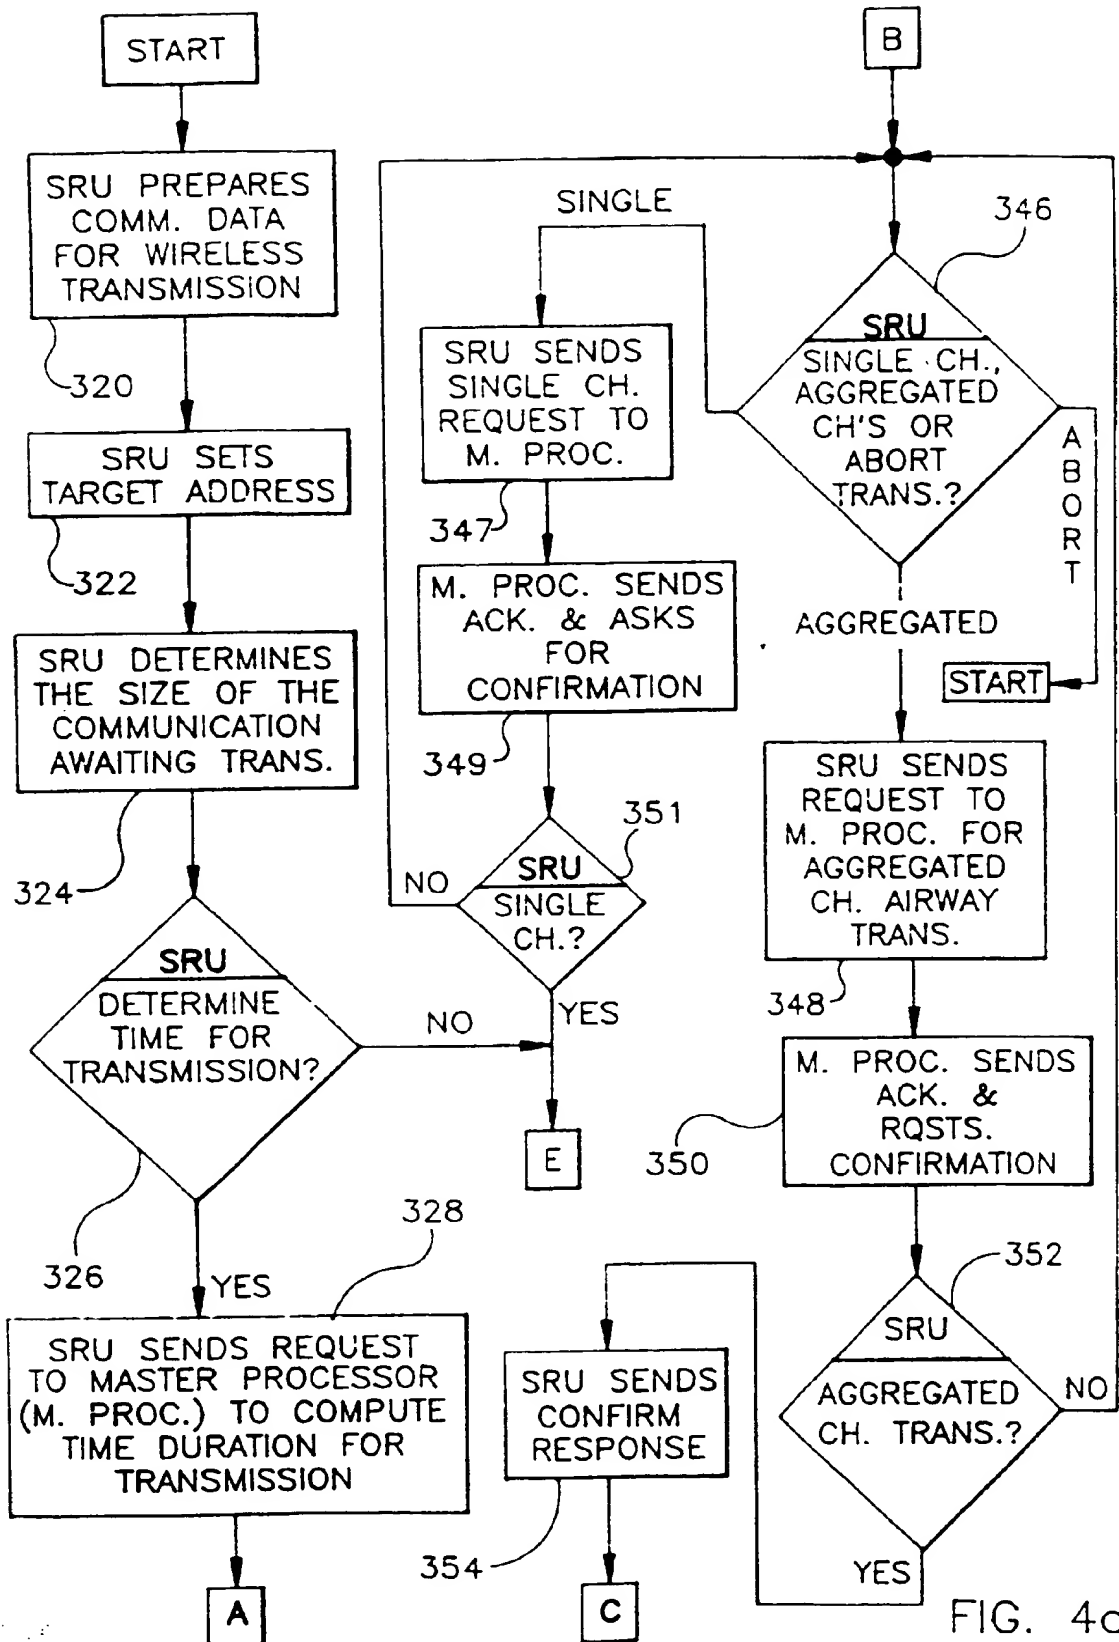 START
SRU PREPARES
COMM. DATA
FOR WIRELESS
TRANSMISSION
320
SRU SETS
TARGET ADDRESS
322
SRU DETERMINES
THE SIZE OF THE
COMMUNICATION
AWAITING TRANS.
324
SRU
DETERMINE
TIME FOR
TRANSMISSION?
NO
326
YES
328
SRU SENDS REQUEST
TO MASTER PROCESSOR
(M. PROC.) TO COMPUTE
TIME DURATION FOR
TRANSMISSION
A
B
346
SRU
SINGLE CH.,
AGGREGATED
CH'S OR
ABORT
TRANS.?
SINGLE
SRU SENDS
SINGLE CH.
REQUEST TO
M. PROC.
347
M. PROC. SENDS
ACK. & ASKS
FOR
CONFIRMATION
349
351
SRU
SINGLE
CH.?
NO
YES
E
ABORT
START
AGGREGATED
SRU SENDS
REQUEST TO
M. PROC. FOR
AGGREGATED
CH. AIRWAY
TRANS.
348
M. PROC. SENDS
ACK. &
RQSTS.
CONFIRMATION
350
352
SRU
AGGREGATED
CH. TRANS.?
NO
YES
SRU SENDS
CONFIRM
RESPONSE
354
C
FIG. 4c